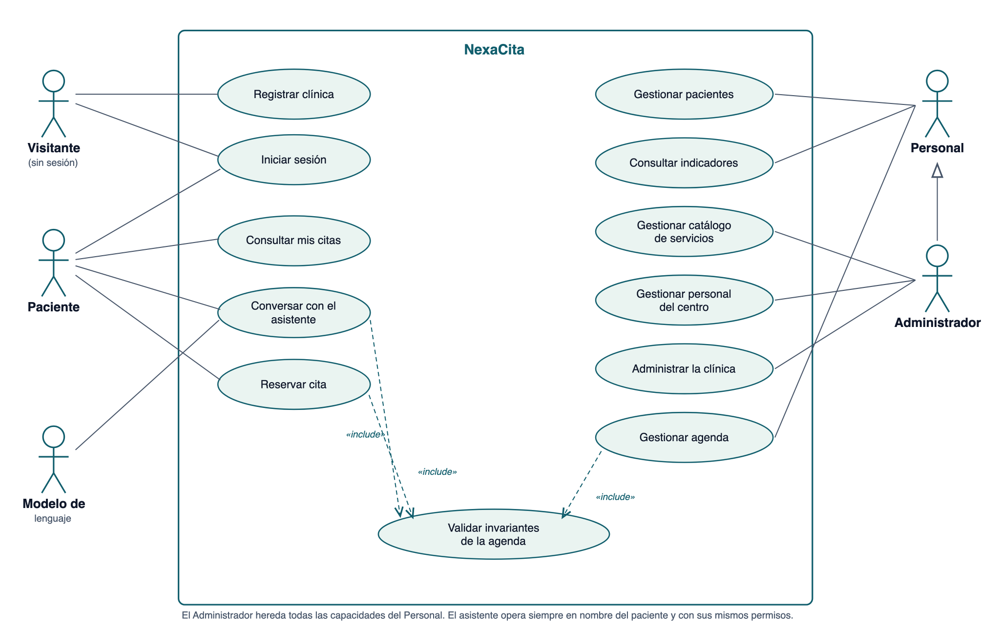 NexaCita
Visitante
(sin sesión)
Paciente
Modelo de
lenguaje
Registrar clínica
Iniciar sesión
Consultar mis citas
Conversar con el
asistente
Reservar cita
«include»
«include»
«include»
Validar invariantes
de la agenda
Gestionar pacientes
Consultar indicadores
Gestionar catálogo
de servicios
Gestionar personal
del centro
Administrar la clínica
Gestionar agenda
Personal
Administrador
El Administrador hereda todas las capacidades del Personal. El asistente opera siempre en nombre del paciente y con sus mismos permisos.